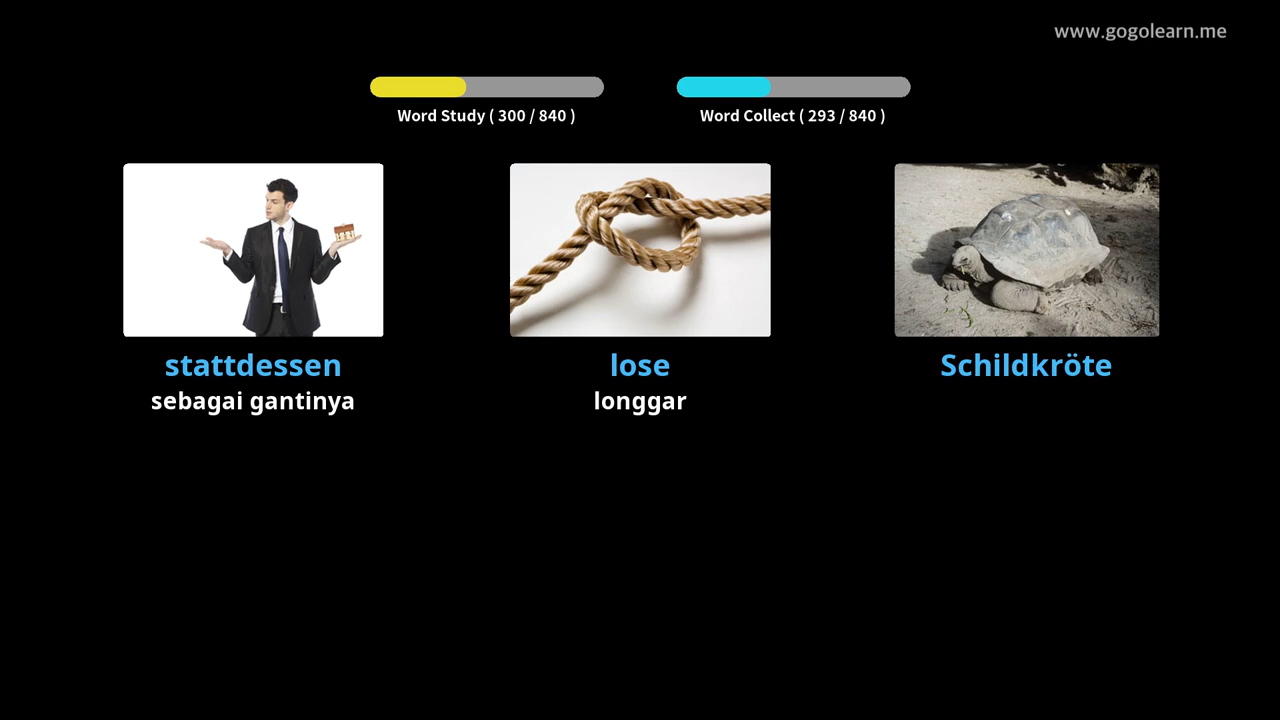 www.gogolearn.me
Word Study ( 300 / 840 )
Word Collect ( 293 / 840 )
stattdessen
lose
Schildkröte
sebagai gantinya
longgar